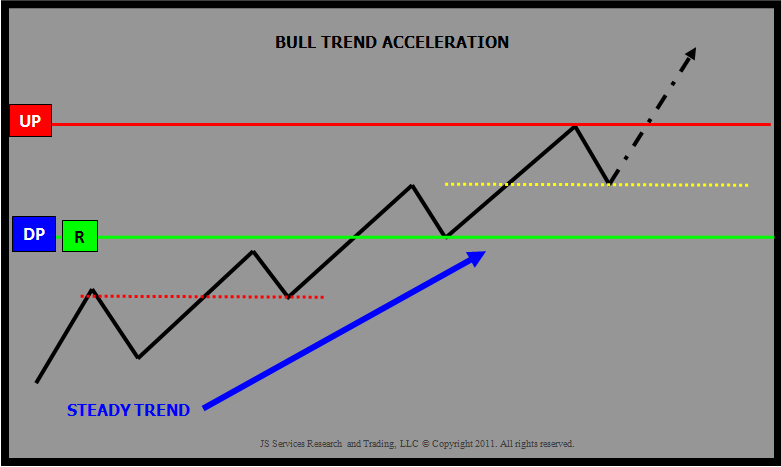 BULL TREND ACCELERATION
UP
DP
R
STEADY TREND
JS Services Research and Trading, LLC © Copyright 2011. All rights reserved.